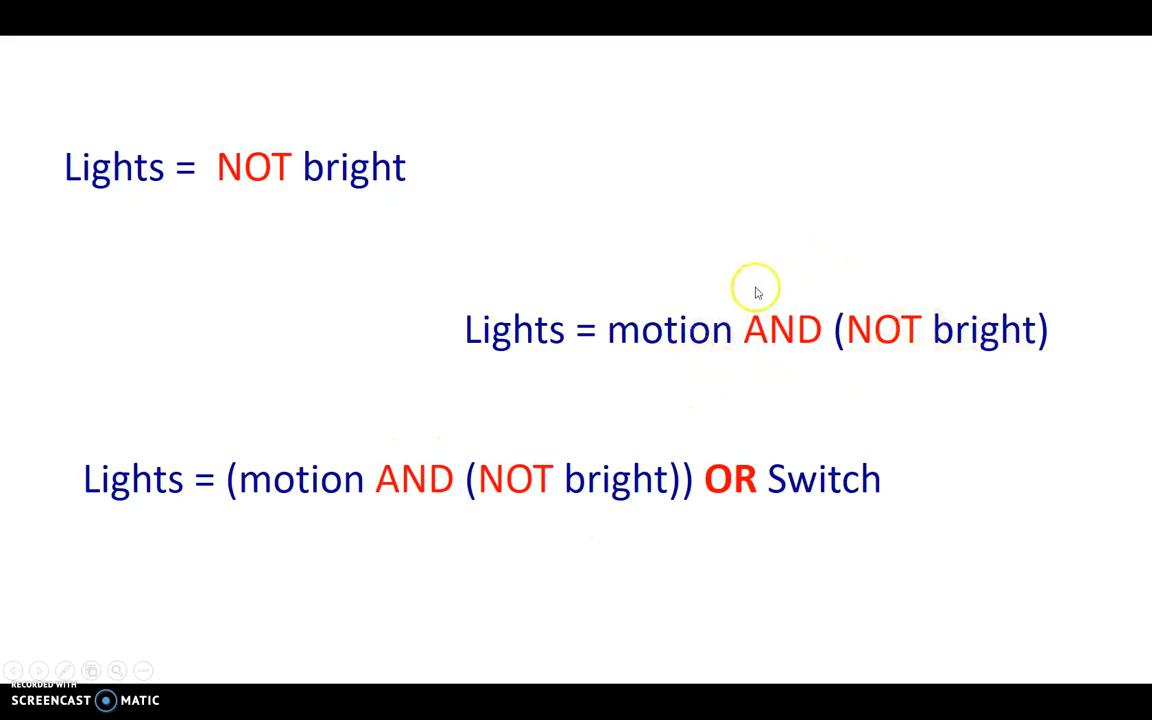 Lights = NOT bright
Lights = motion AND (NOT bright)
Lights = (motion AND (NOT bright)) OR Switch
RECORDED WITH
SCREENCAST MATIC